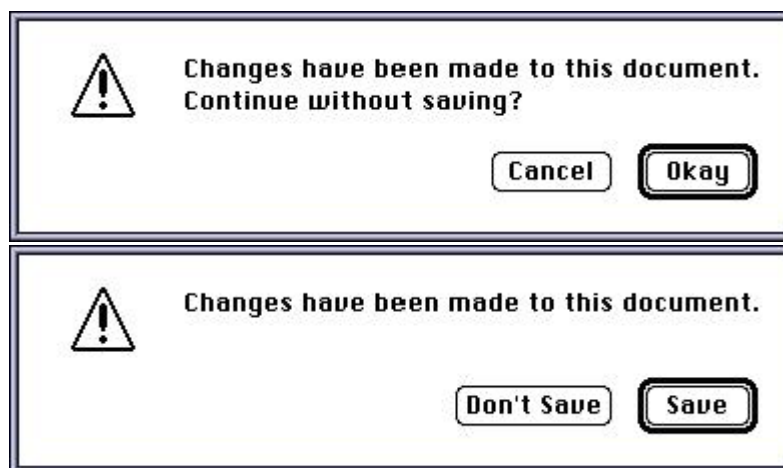 Changes have been made to this document.
Continue without saving?
Cancel Okay
Changes have been made to this document.
Don't Save Save